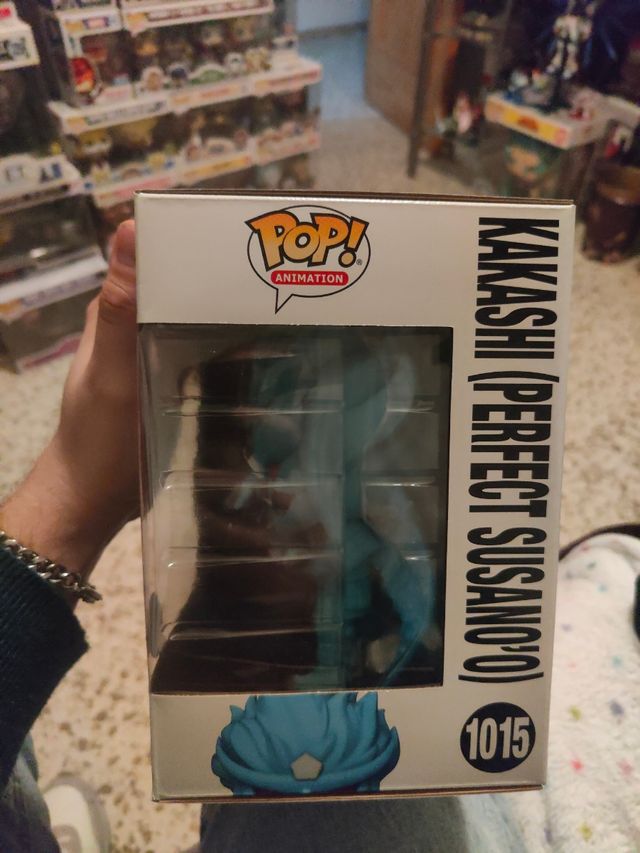 POP!
ANIMATION
KAKASHI (PERFECT SUSANO'O)
1015